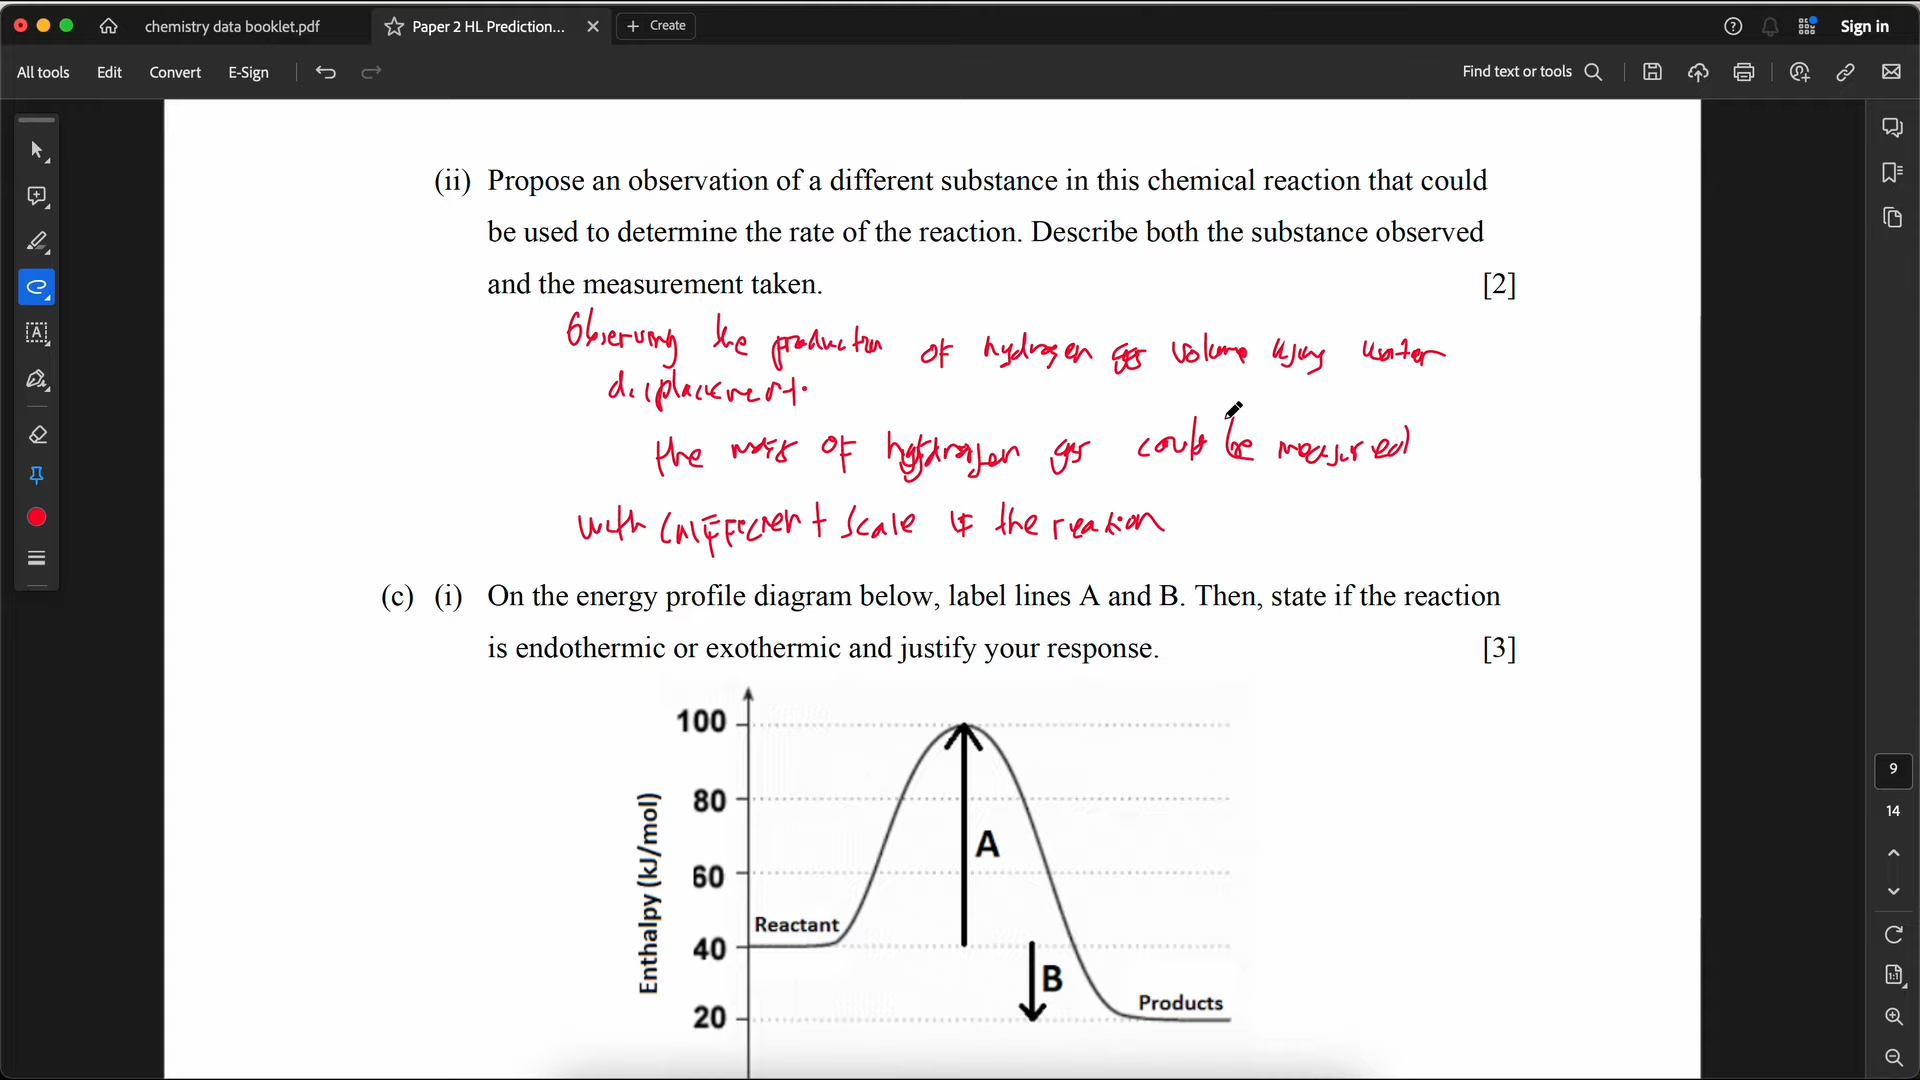 chemistry data booklet.pdf
Paper 2 HL Prediction...
Create
Sign in
All tools
Edit
Convert
E-Sign
Find text or tools
(ii) Propose an observation of a different substance in this chemical reaction that could
be used to determine the rate of the reaction. Describe both the substance observed
and the measurement taken. [2]
Observing the production of hydrogen gas volume using water
displacement.
the mass of hydrogen gas could be measured
with scale if the reaction
(c) (i) On the energy profile diagram below, label lines A and B. Then, state if the reaction
is endothermic or exothermic and justify your response. [3]
Enthalpy (kJ/mol)
100
80
60
40
20
Reactant
A
B
Products
9
14